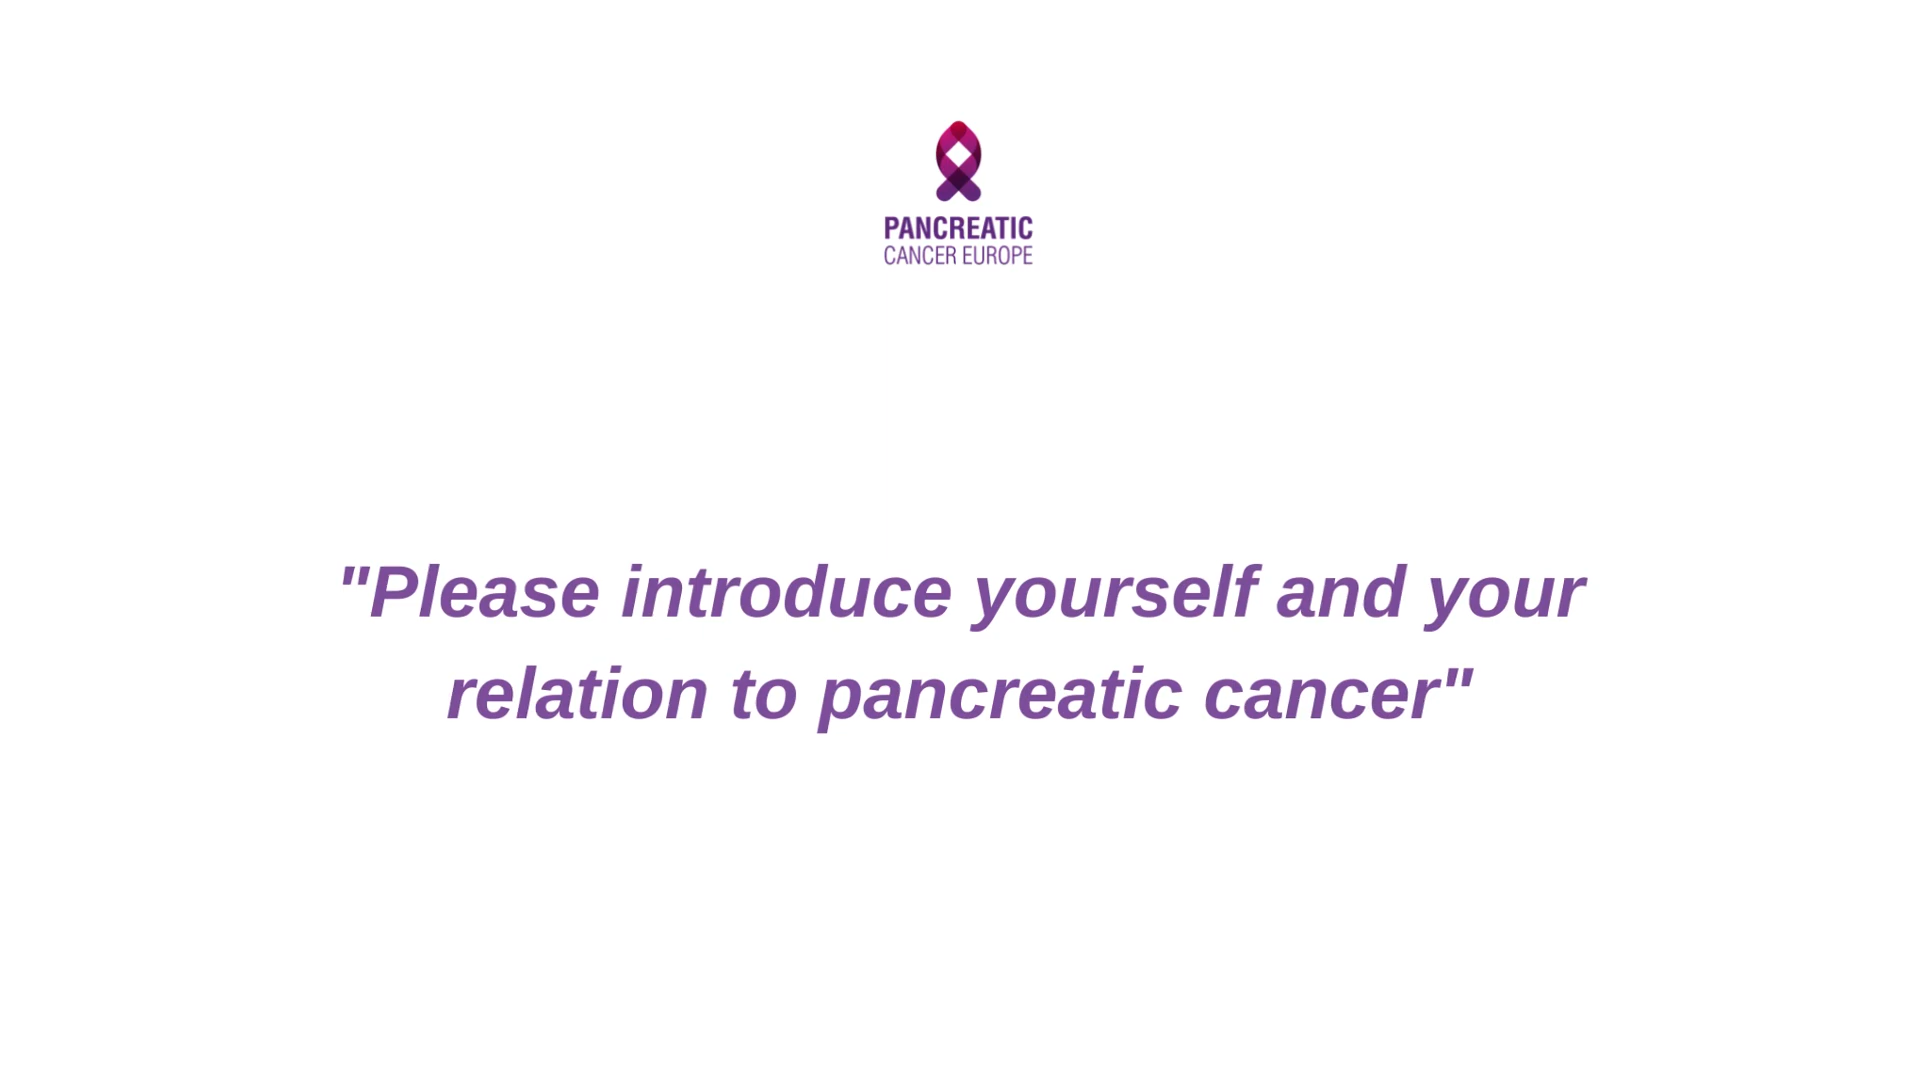 PANCREATIC
CANCER EUROPE
"Please introduce yourself and your
relation to pancreatic cancer"